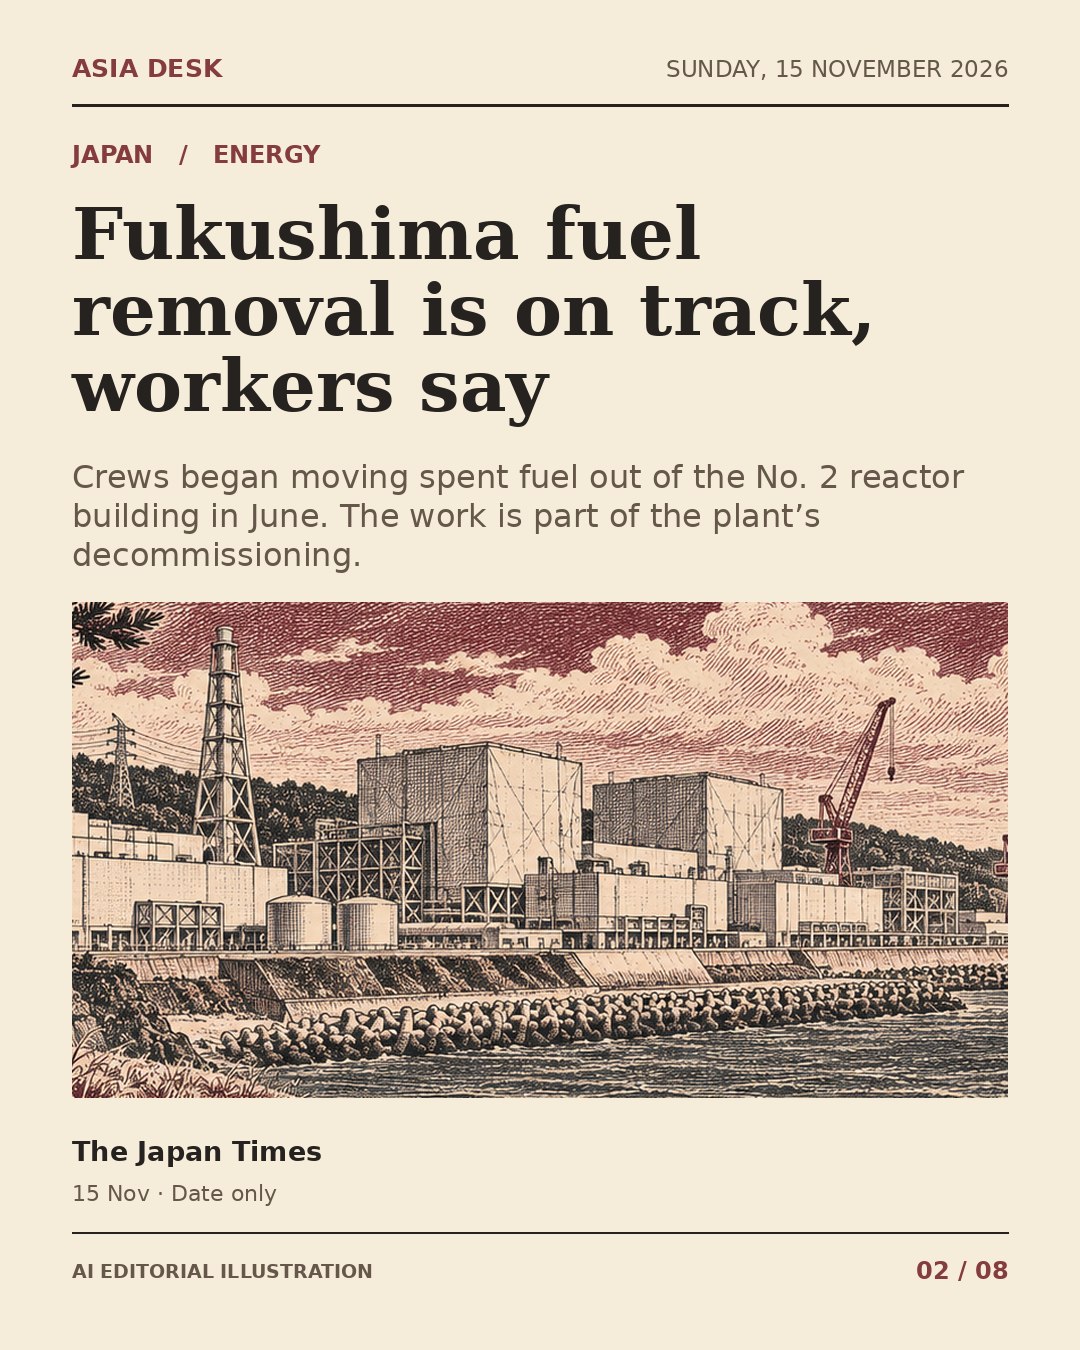 ASIA DESK
SUNDAY, 15 NOVEMBER 2026
JAPAN / ENERGY
Fukushima fuel
removal is on track,
workers say
Crews began moving spent fuel out of the No. 2 reactor
building in June. The work is part of the plant’s
decommissioning.
The Japan Times
15 Nov · Date only
AI EDITORIAL ILLUSTRATION
02 / 08